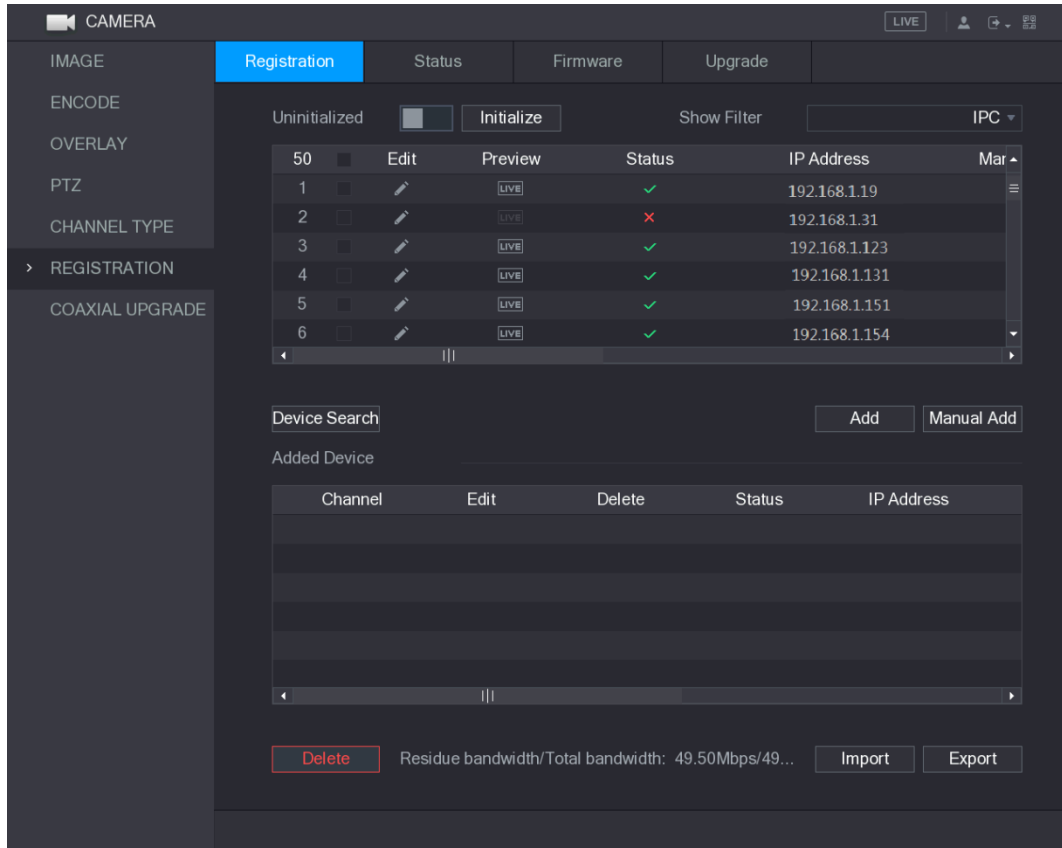 CAMERA LIVE
IMAGE
ENCODE
OVERLAY
PTZ
CHANNEL TYPE
REGISTRATION
COAXIAL UPGRADE
Registration Status Firmware Upgrade
Uninitialized Initialize Show Filter IPC
50 Edit Preview Status IP Address Mar
1 LIVE 192.168.1.19
2 LIVE 192.168.1.31
3 LIVE 192.168.1.123
4 LIVE 192.168.1.131
5 LIVE 192.168.1.151
6 LIVE 192.168.1.154
Device Search Add Manual Add
Added Device
Channel Edit Delete Status IP Address
Delete Residue bandwidth/Total bandwidth: 49.50Mbps/49... Import Export